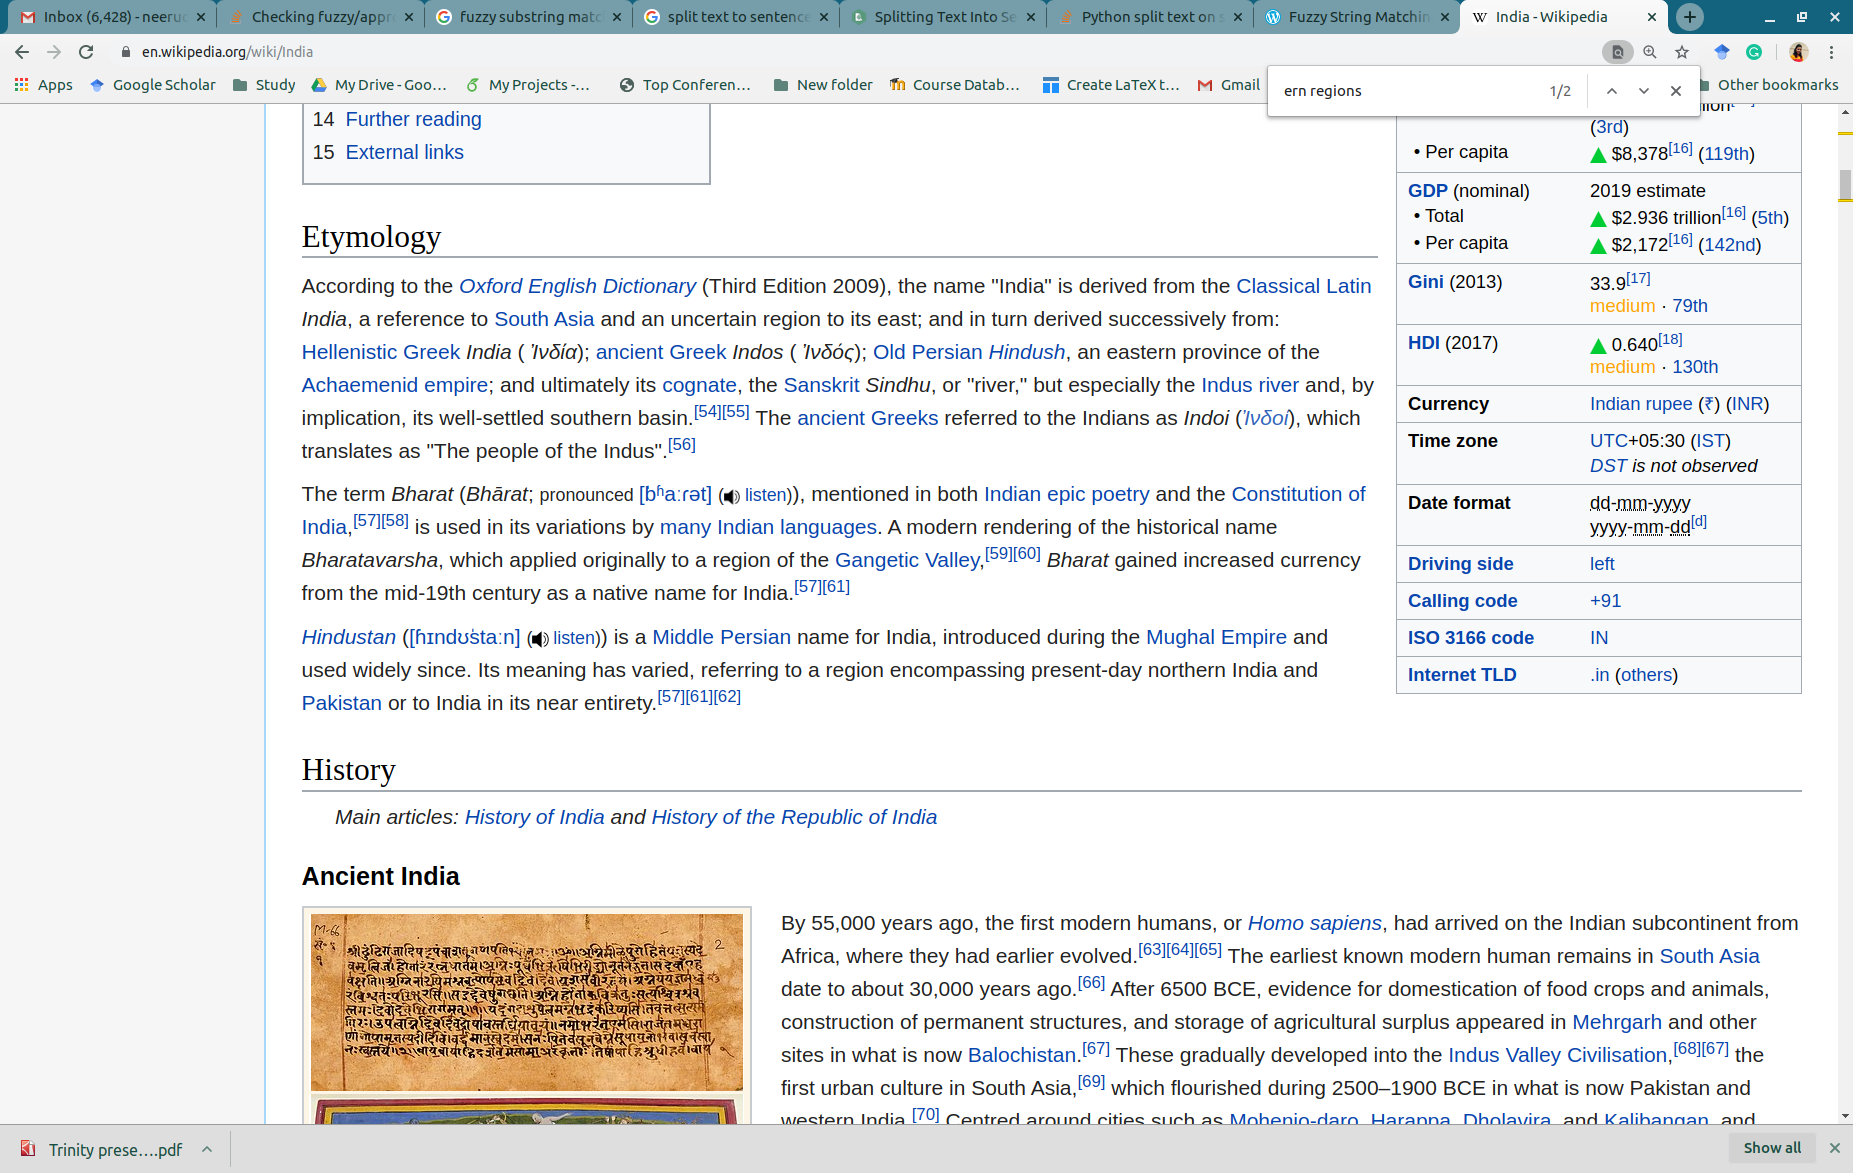 Inbox (6,428) - neeru
Checking fuzzy/appr
fuzzy substring matc
split text to sentence
Splitting Text Into Se
Python split text on s
Fuzzy String Matchin
India - Wikipedia
en.wikipedia.org/wiki/India
Apps
Google Scholar
Study
My Drive - Goo…
My Projects -…
Top Conferen…
New folder
Course Datab…
Create LaTeX t…
Gmail
Other bookmarks
ern regions 1/2
14 Further reading
15 External links
Etymology
According to the Oxford English Dictionary (Third Edition 2009), the name "India" is derived from the Classical Latin
India, a reference to South Asia and an uncertain region to its east; and in turn derived successively from:
Hellenistic Greek India ( Ἰνδία); ancient Greek Indos ( Ἰνδός); Old Persian Hindush, an eastern province of the
Achaemenid empire; and ultimately its cognate, the Sanskrit Sindhu, or "river," but especially the Indus river and, by
implication, its well-settled southern basin.[54][55] The ancient Greeks referred to the Indians as Indoi (Ἰνδοί), which
translates as "The people of the Indus".[56]
The term Bharat (Bhārat; pronounced [bʱaːɾət] (listen)), mentioned in both Indian epic poetry and the Constitution of
India,[57][58] is used in its variations by many Indian languages. A modern rendering of the historical name
Bharatavarsha, which applied originally to a region of the Gangetic Valley,[59][60] Bharat gained increased currency
from the mid-19th century as a native name for India.[57][61]
Hindustan ([ɦɪndʊˈstaːn] (listen)) is a Middle Persian name for India, introduced during the Mughal Empire and
used widely since. Its meaning has varied, referring to a region encompassing present-day northern India and
Pakistan or to India in its near entirety.[57][61][62]
(3rd)
• Per capita $8,378[16] (119th)
GDP (nominal) 2019 estimate
• Total $2.936 trillion[16] (5th)
• Per capita $2,172[16] (142nd)
Gini (2013) 33.9[17]
medium · 79th
HDI (2017) 0.640[18]
medium · 130th
Currency Indian rupee (₹) (INR)
Time zone UTC+05:30 (IST)
DST is not observed
Date format dd-mm-yyyy
yyyy-mm-dd[d]
Driving side left
Calling code +91
ISO 3166 code IN
Internet TLD .in (others)
History
Main articles: History of India and History of the Republic of India
Ancient India
By 55,000 years ago, the first modern humans, or Homo sapiens, had arrived on the Indian subcontinent from
Africa, where they had earlier evolved.[63][64][65] The earliest known modern human remains in South Asia
date to about 30,000 years ago.[66] After 6500 BCE, evidence for domestication of food crops and animals,
construction of permanent structures, and storage of agricultural surplus appeared in Mehrgarh and other
sites in what is now Balochistan.[67] These gradually developed into the Indus Valley Civilisation,[68][67] the
first urban culture in South Asia,[69] which flourished during 2500–1900 BCE in what is now Pakistan and
western India.[70] Centred around cities such as Mohenjo-daro, Harappa, Dholavira, and Kalibangan, and
Trinity prese….pdf
Show all